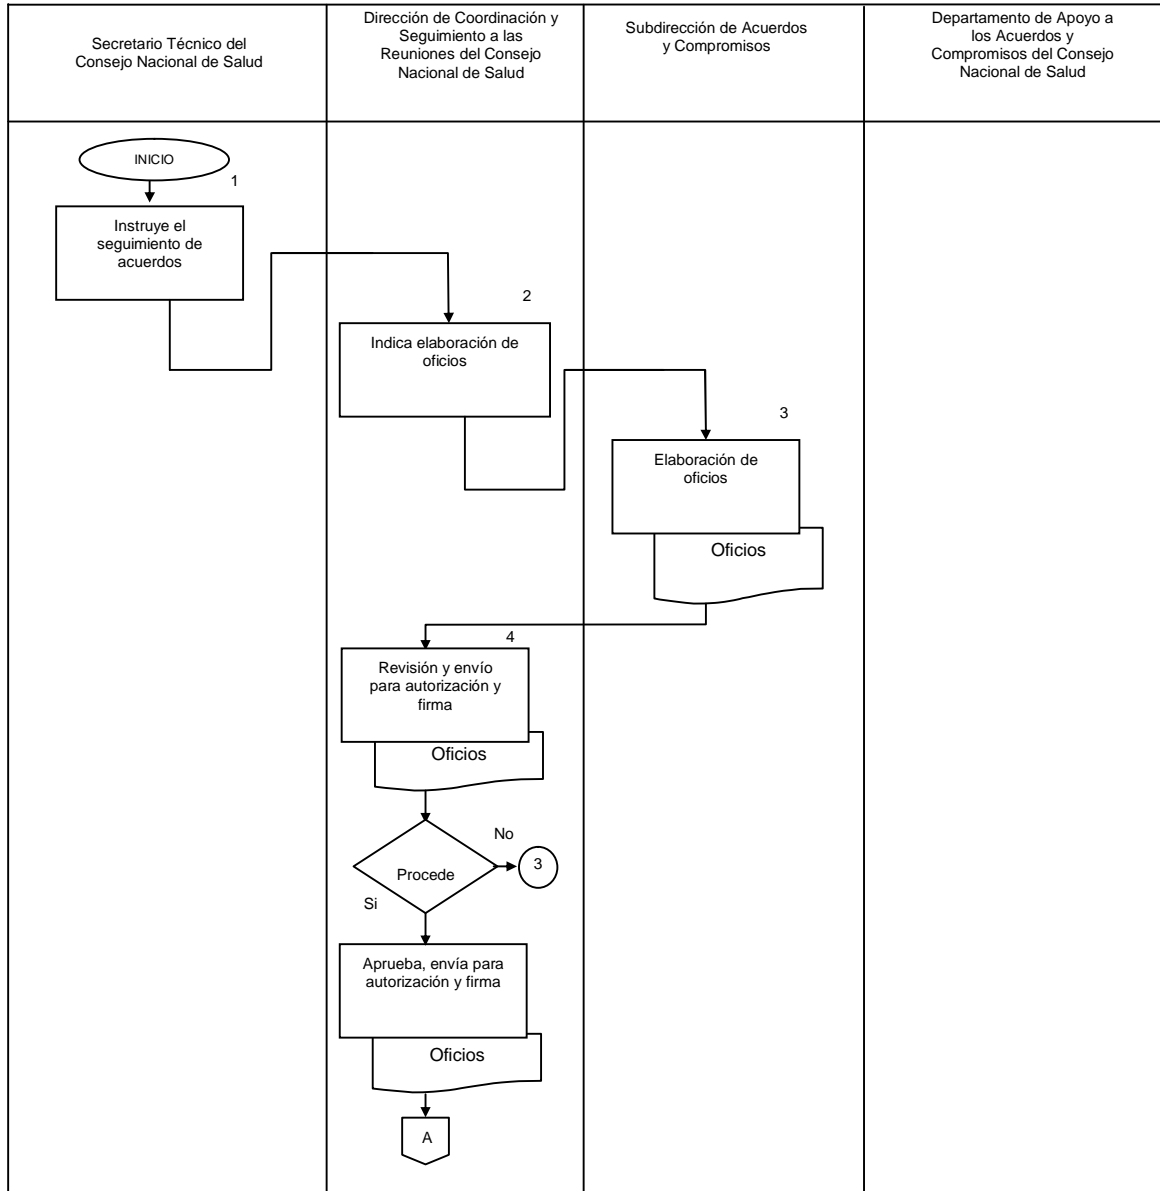 Secretario Técnico del
Consejo Nacional de Salud
Dirección de Coordinación y
Seguimiento a las
Reuniones del Consejo
Nacional de Salud
Subdirección de Acuerdos
y Compromisos
Departamento de Apoyo a
los Acuerdos y
Compromisos del Consejo
Nacional de Salud
INICIO
1
Instruye el
seguimiento de
acuerdos
2
Indica elaboración de
oficios
3
Elaboración de
oficios
Oficios
4
Revisión y envío
para autorización y
firma
Oficios
No
Procede
3
Si
Aprueba, envía para
autorización y firma
Oficios
A